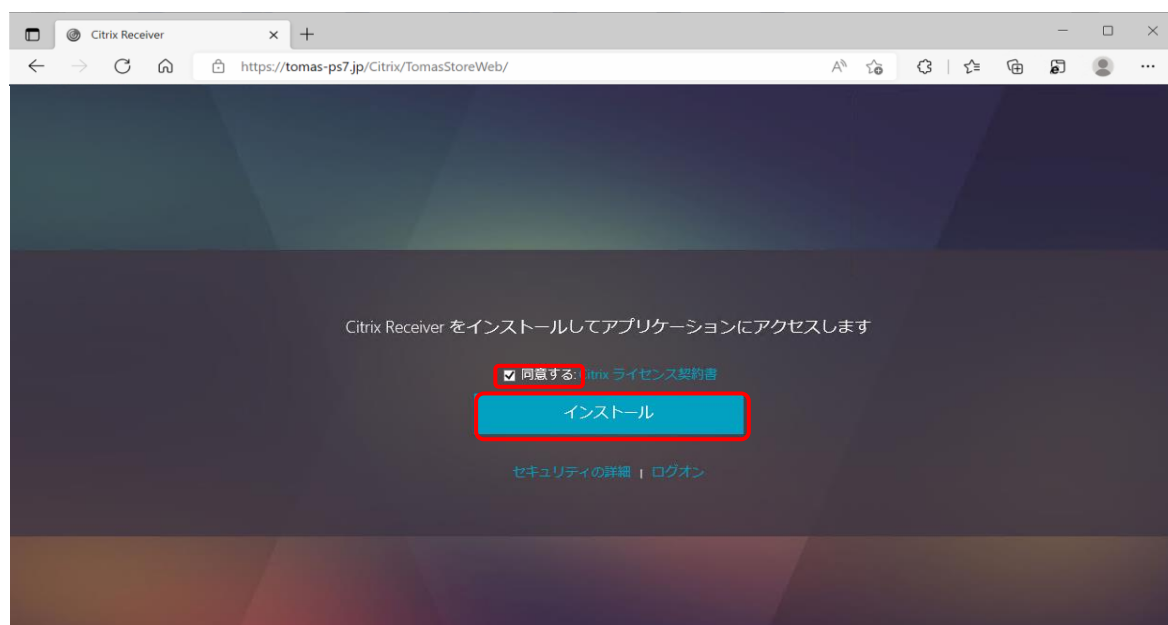 Citrix Receiver
https://tomas-ps7.jp/Citrix/TomasStoreWeb/
Citrix Receiver をインストールしてアプリケーションにアクセスします
同意する: Citrix ライセンス契約書
インストール
セキュリティの詳細 | ログオン